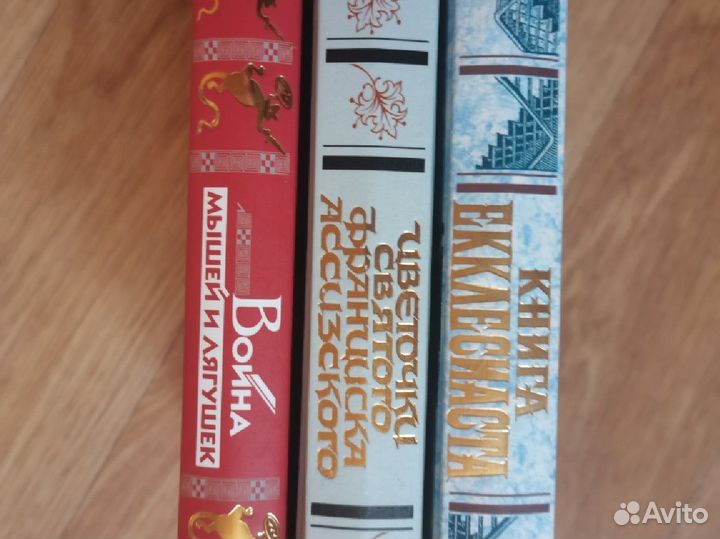 Война
мышей и лягушек
Цветочки
святого
Франциска
Ассизского
Книга
Екклесиаста
Avito